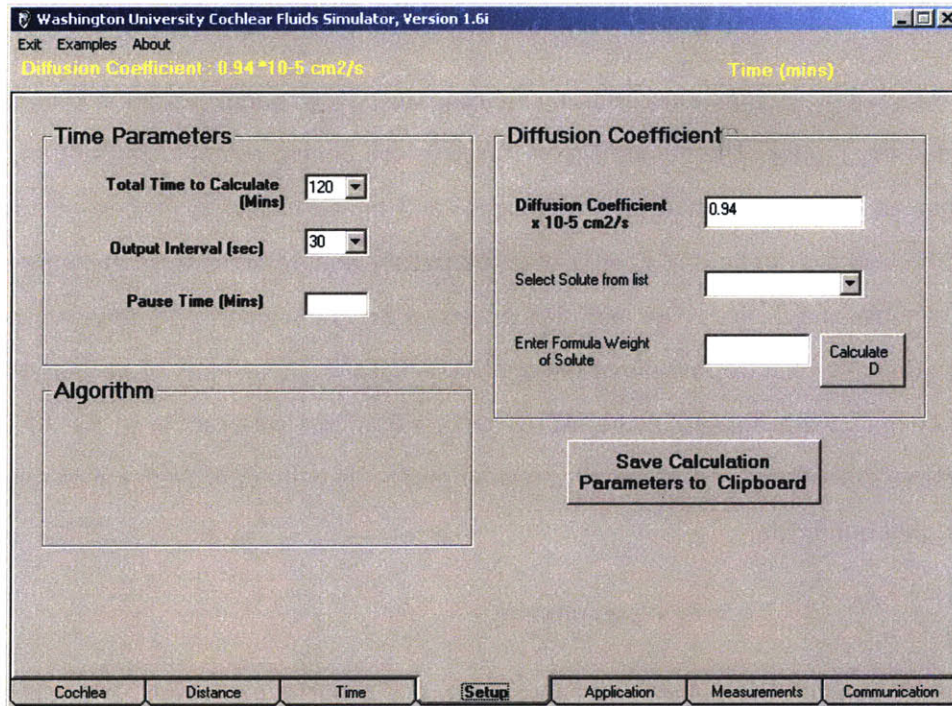 Washington University Cochlear Fluids Simulator, Version 1.6i
Exit Examples About
Diffusion Coefficient : 0.94 *10-5 cm2/s
Time (mins)
Time Parameters
Total Time to Calculate
(Mins)
120
Output Interval (sec)
30
Pause Time (Mins)
Algorithm
Diffusion Coefficient
Diffusion Coefficient
x 10-5 cm2/s
0.94
Select Solute from list
Enter Formula Weight
of Solute
Calculate
D
Save Calculation
Parameters to Clipboard
Cochlea
Distance
Time
Setup
Application
Measurements
Communication